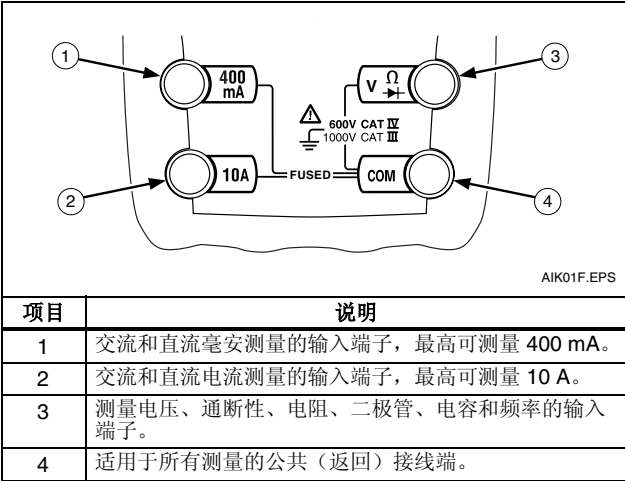 1
400
mA
V Ω
3
600V CAT IV
1000V CAT III
2
10A
FUSED
COM
4
AIK01F.EPS
项目 说明
1 交流和直流毫安测量的输入端子，最高可测量 400 mA。
2 交流和直流电流测量的输入端子，最高可测量 10 A。
3 测量电压、通断性、电阻、二极管、电容和频率的输入
端子。
4 适用于所有测量的公共（返回）接线端。